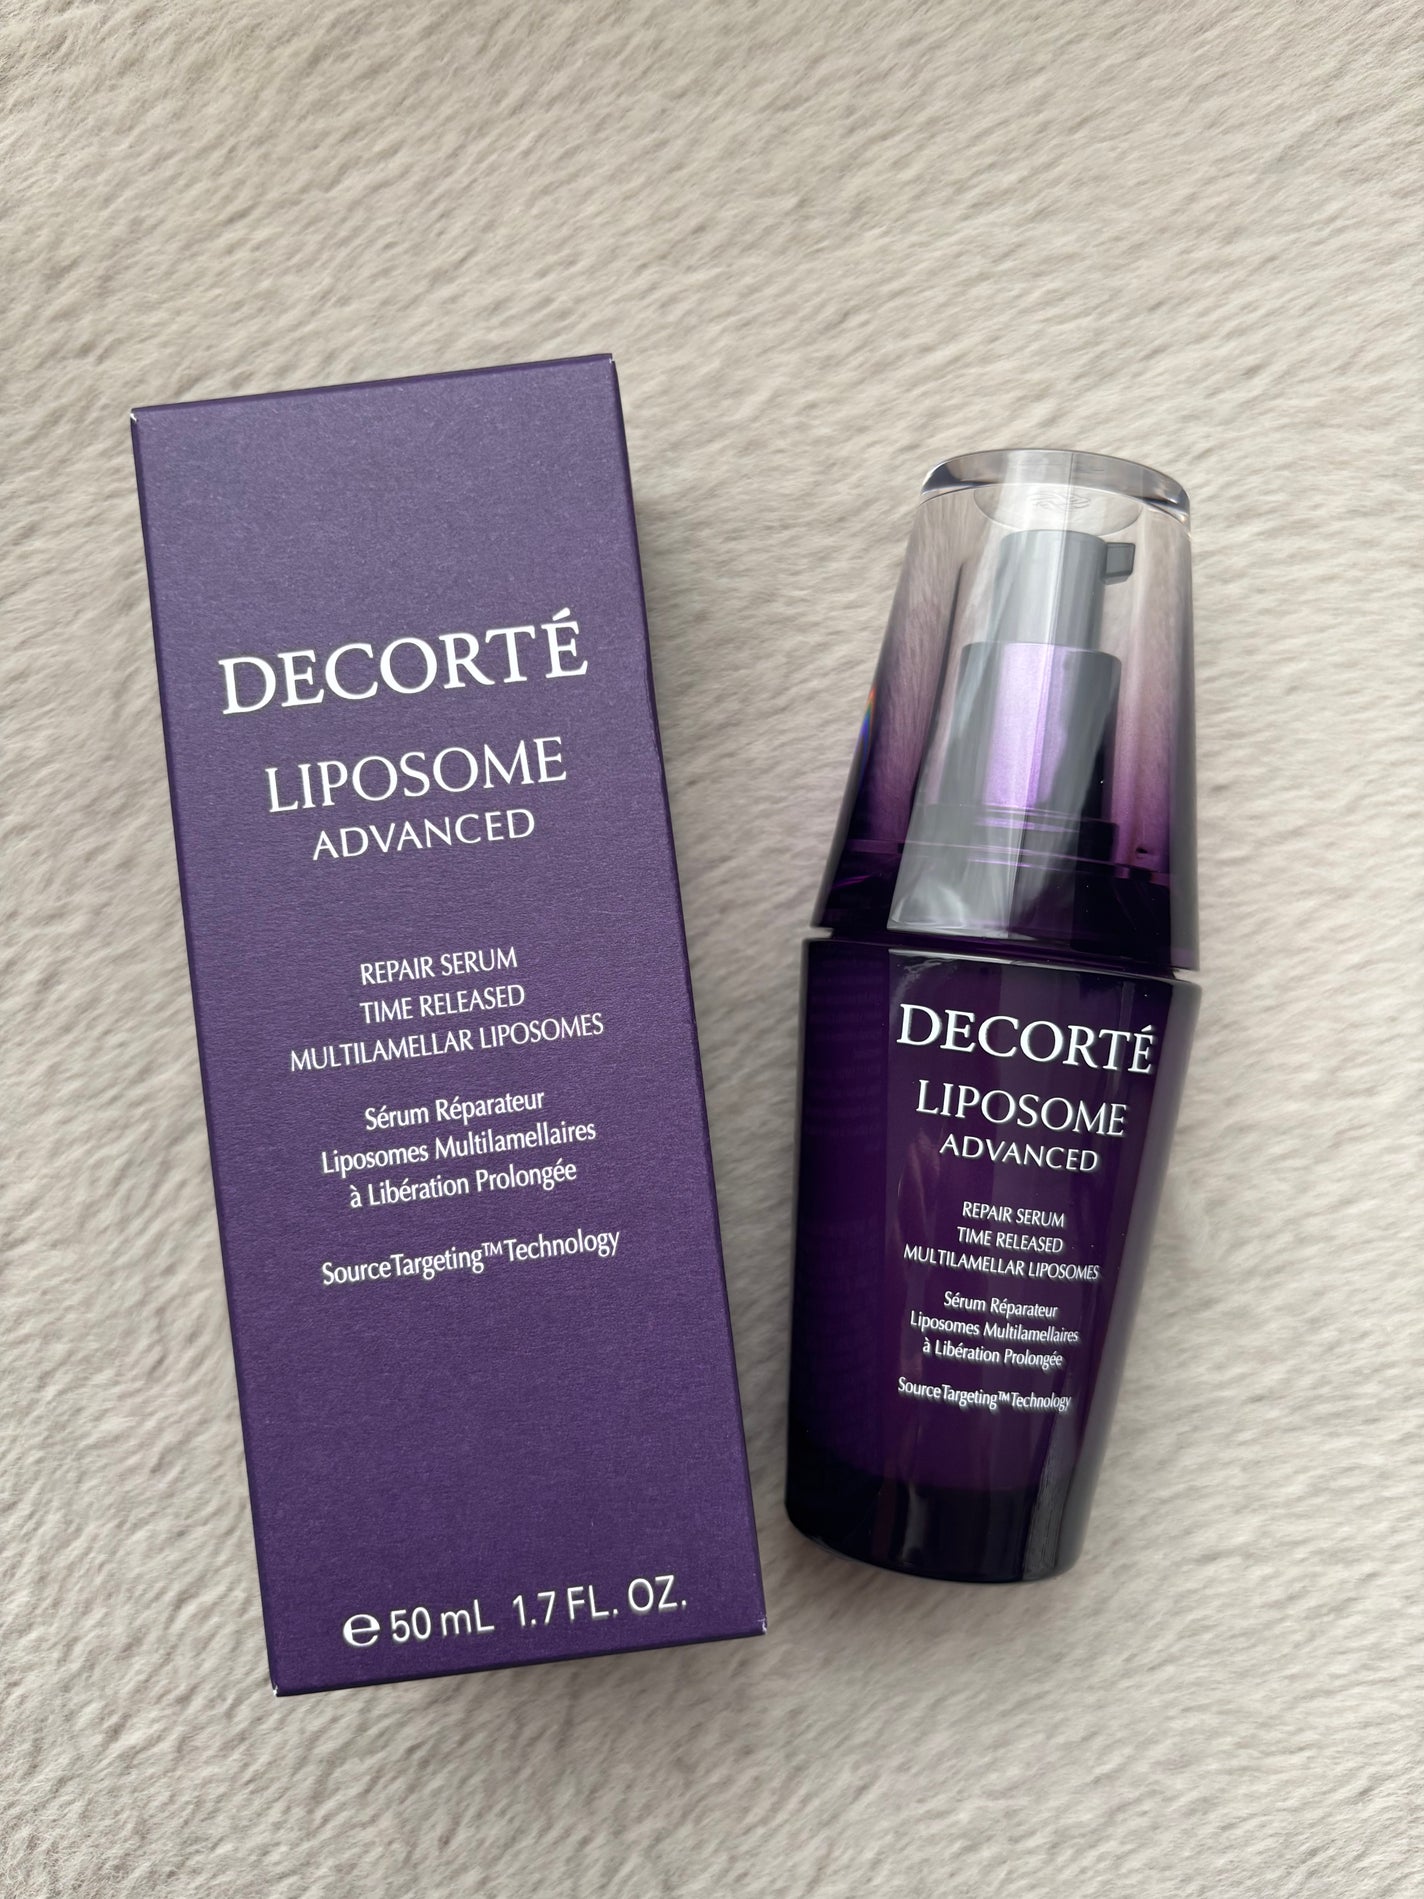 DECORTÉ
LIPOSOME
ADVANCED
REPAIR SERUM
TIME RELEASED
MULTILAMELLAR LIPOSOMES
Sérum Réparateur
Liposomes Multilamellaires
à Libération Prolongée
SourceTargeting™Technology
℮ 50 mL 1.7 FL. OZ.
DECORTÉ
LIPOSOME
ADVANCED
REPAIR SERUM
TIME RELEASED
MULTILAMELLAR LIPOSOMES
Sérum Réparateur
Liposomes Multilamellaires
à Libération Prolongée
SourceTargeting™Technology